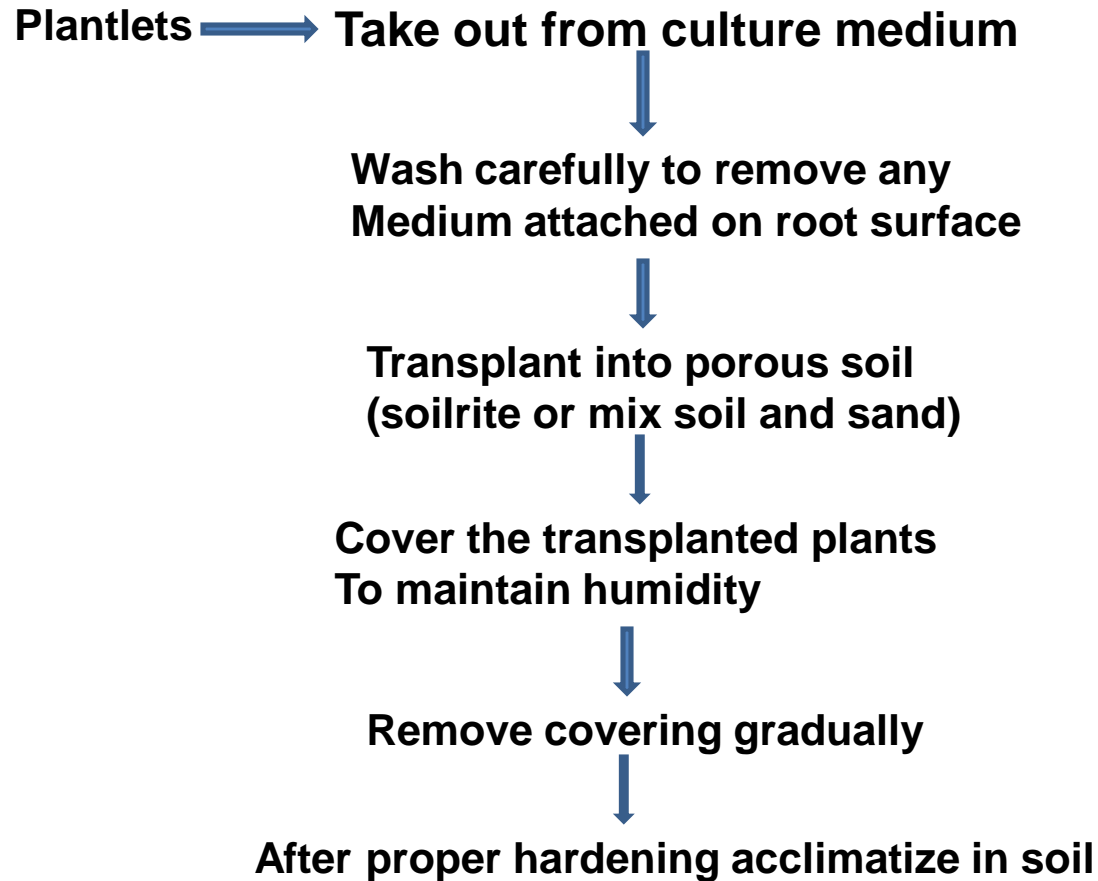 Plantlets
Take out from culture medium
Wash carefully to remove any
Medium attached on root surface
Transplant into porous soil
(soilrite or mix soil and sand)
Cover the transplanted plants
To maintain humidity
Remove covering gradually
After proper hardening acclimatize in soil